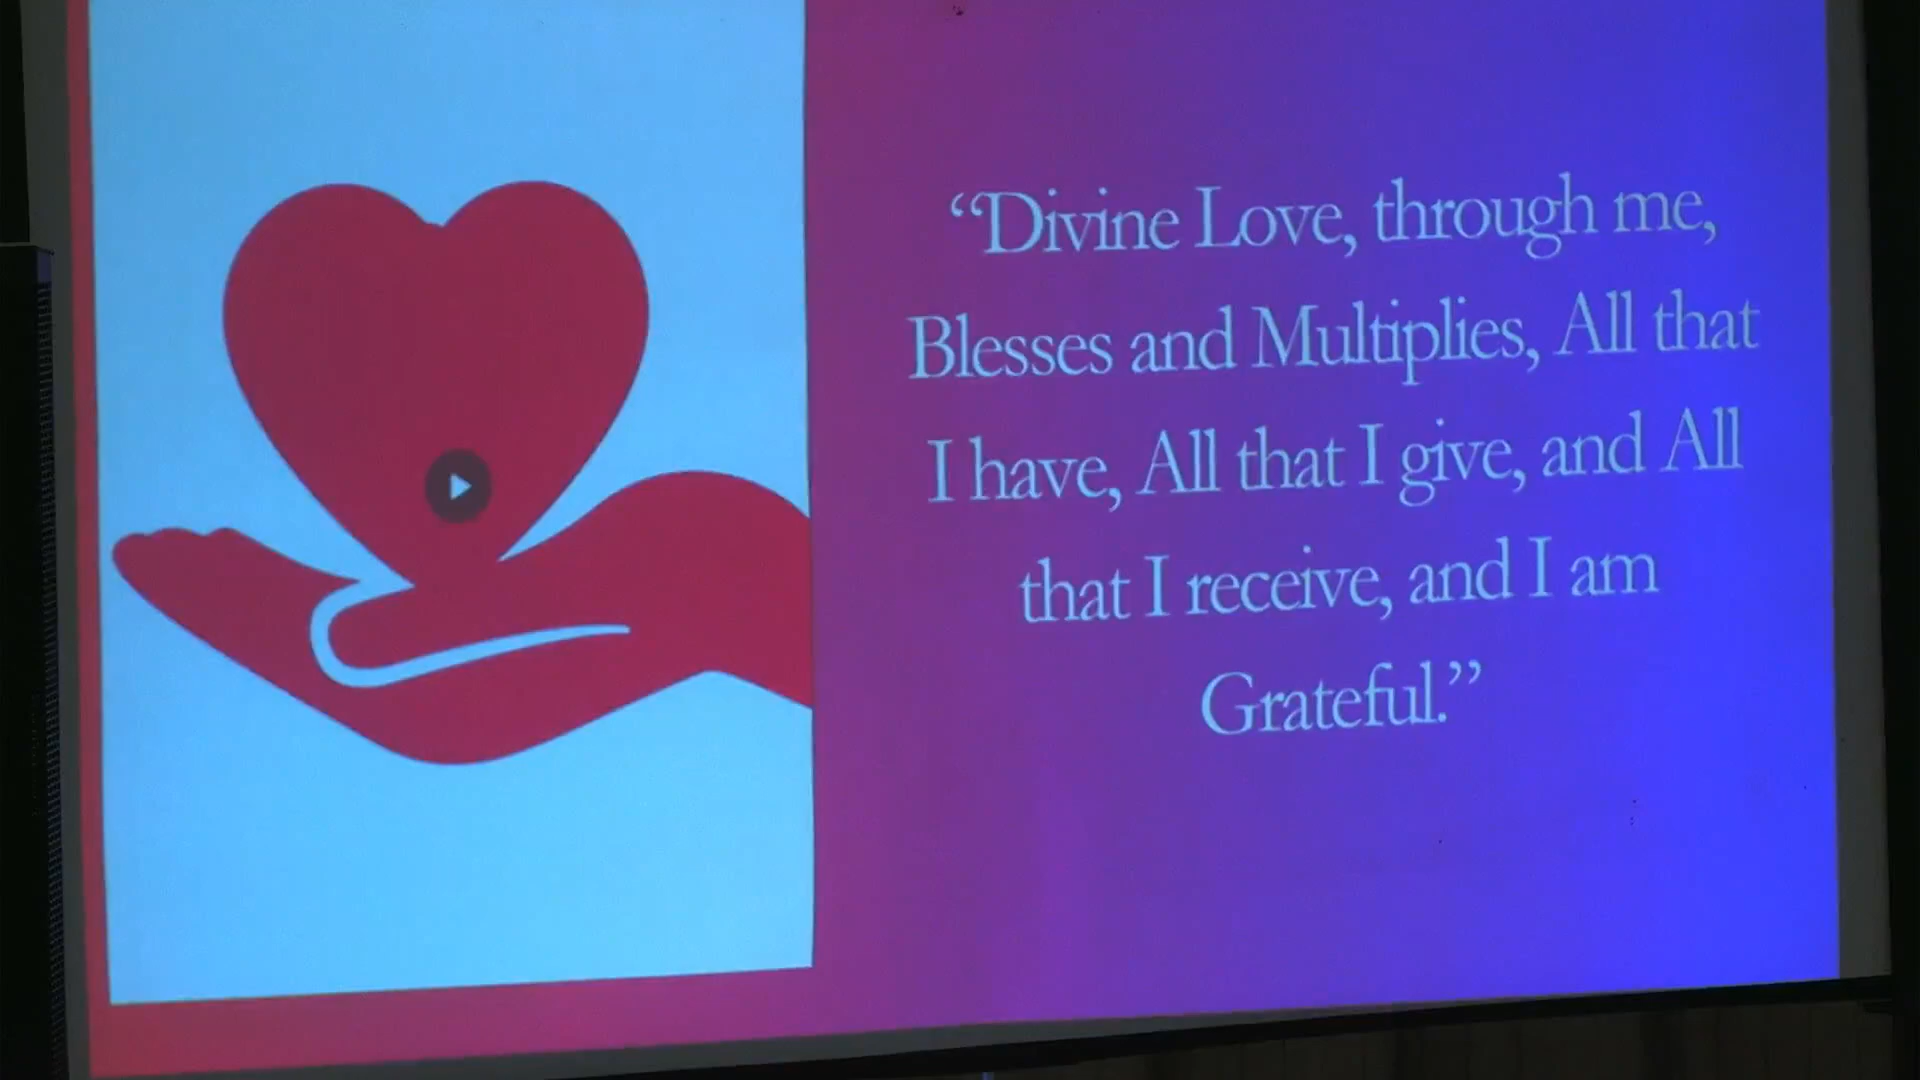 “Divine Love, through me,
Blesses and Multiplies, All that
I have, All that I give, and All
that I receive, and I am
Grateful.”